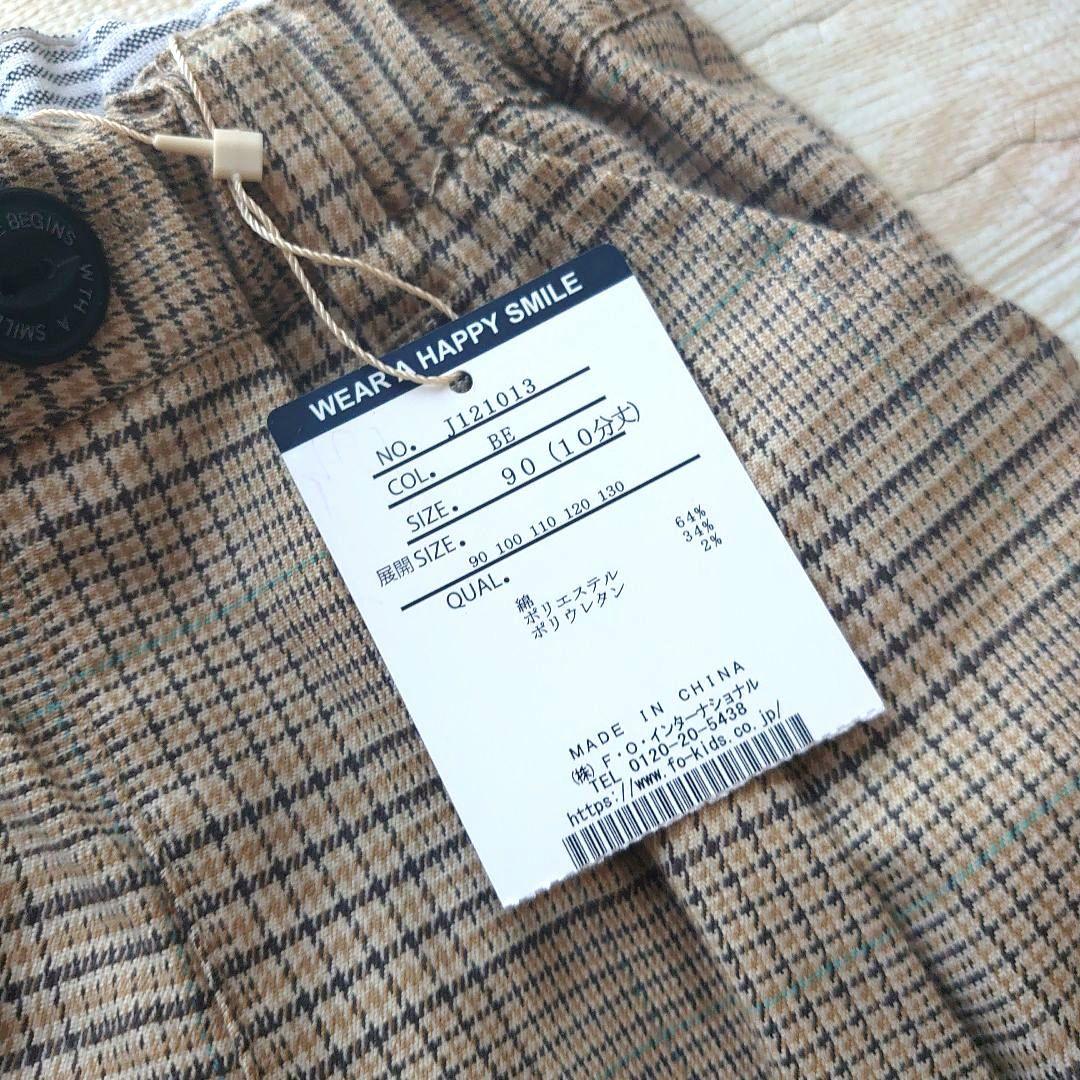 BEGINS WITH A SMILE
WEAR A HAPPY SMILE
NO. J121013
COL. BE
SIZE. 90(10分丈)
展開SIZE. 90 100 110 120 130
QUAL.
綿 64%
ポリエステル 34%
ポリウレタン 2%
MADE IN CHINA
(株)F・O・インターナショナル
TEL 0120-20-5438
https://www.fo-kids.co.jp/